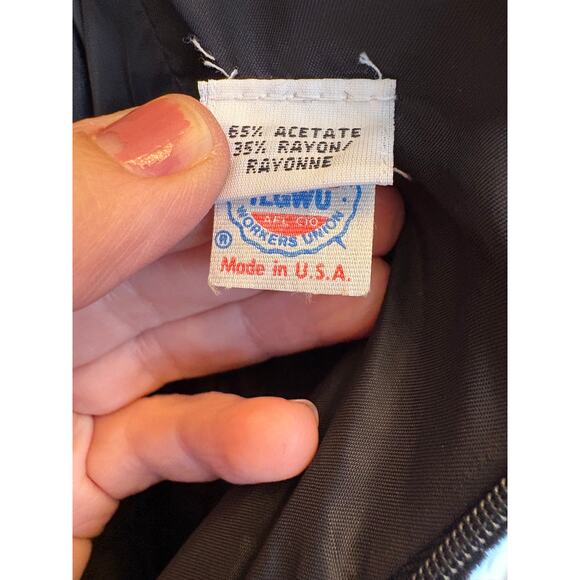 65% ACETATE
35% RAYON/
RAYONNE
ILGWU
AFL-CIO
WORKERS UNION
®
Made in U.S.A.